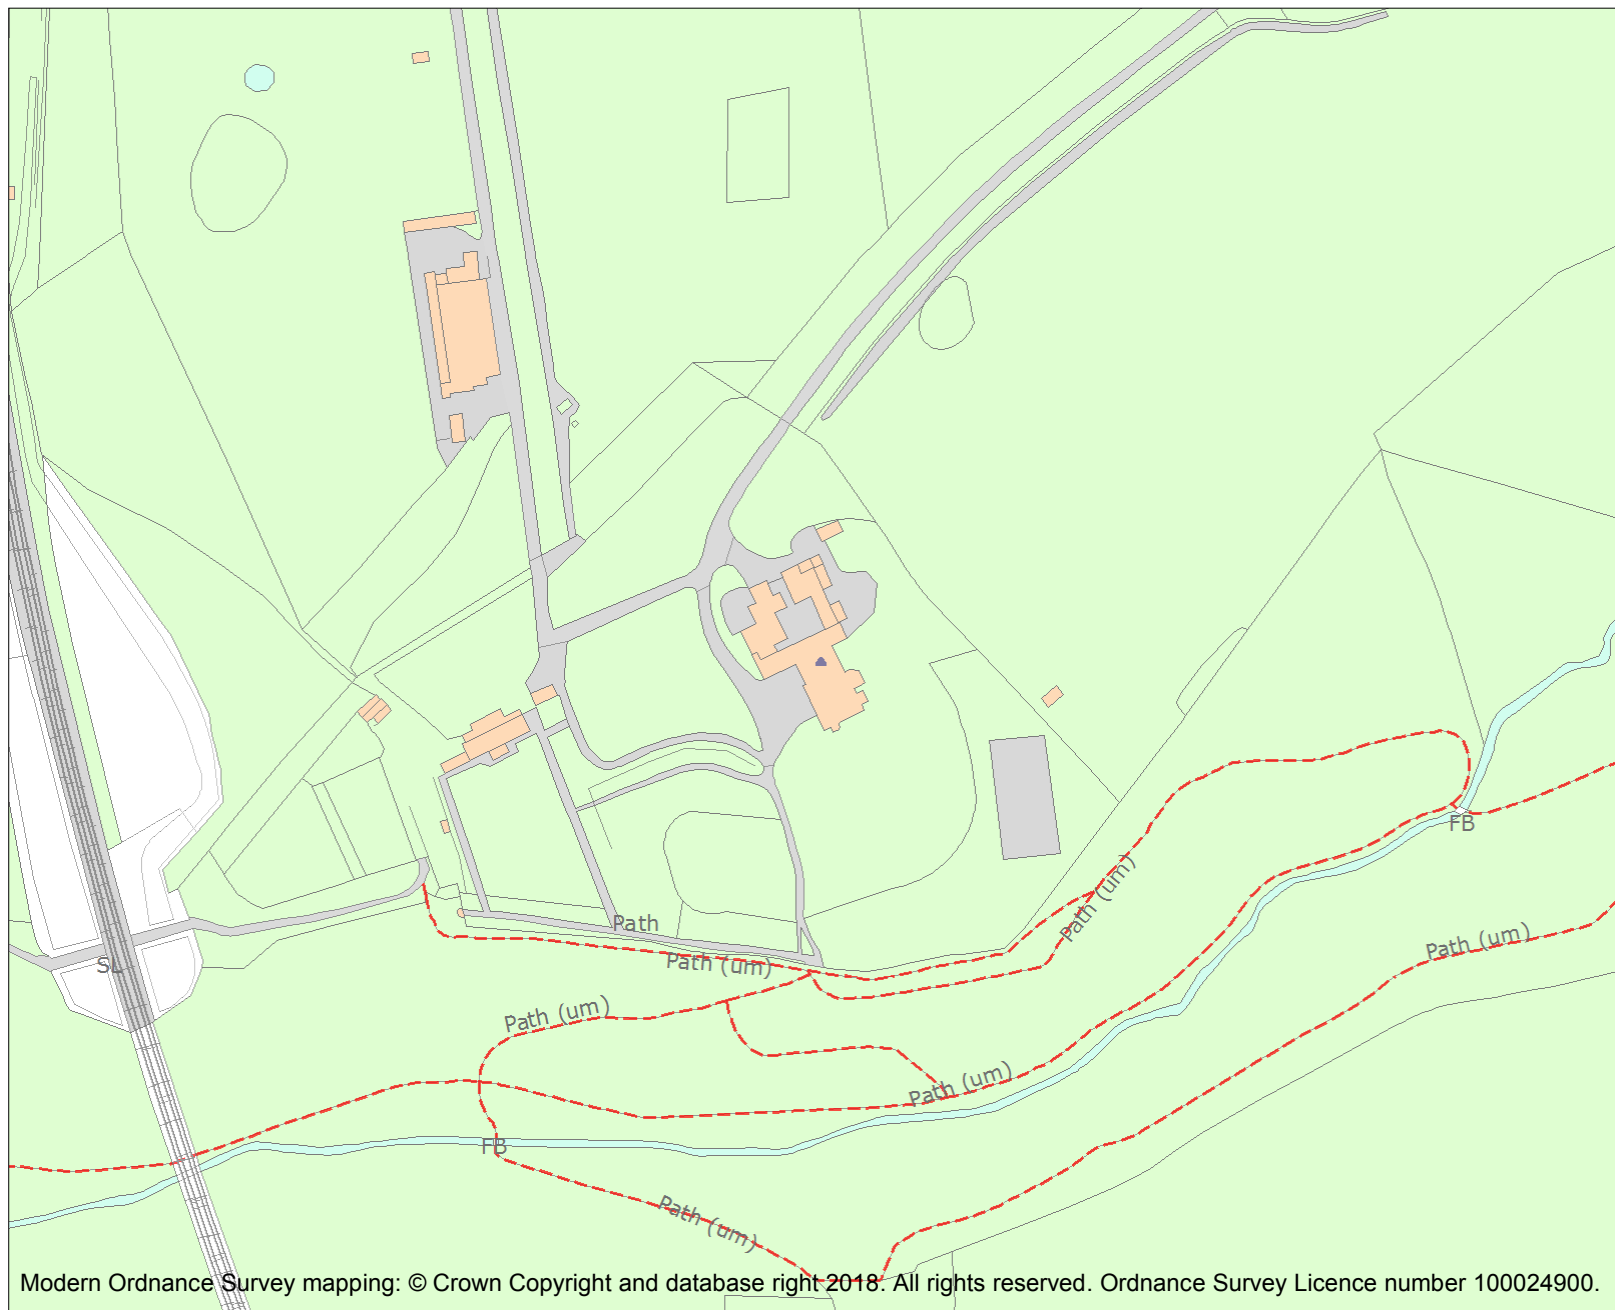 FB
Path (um)
Path
Path (um)
SL
Path (um)
Path (um)
Path (um)
FB
Path (um)
Modern Ordnance Survey mapping: © Crown Copyright and database right 2018. All rights reserved. Ordnance Survey Licence number 100024900.